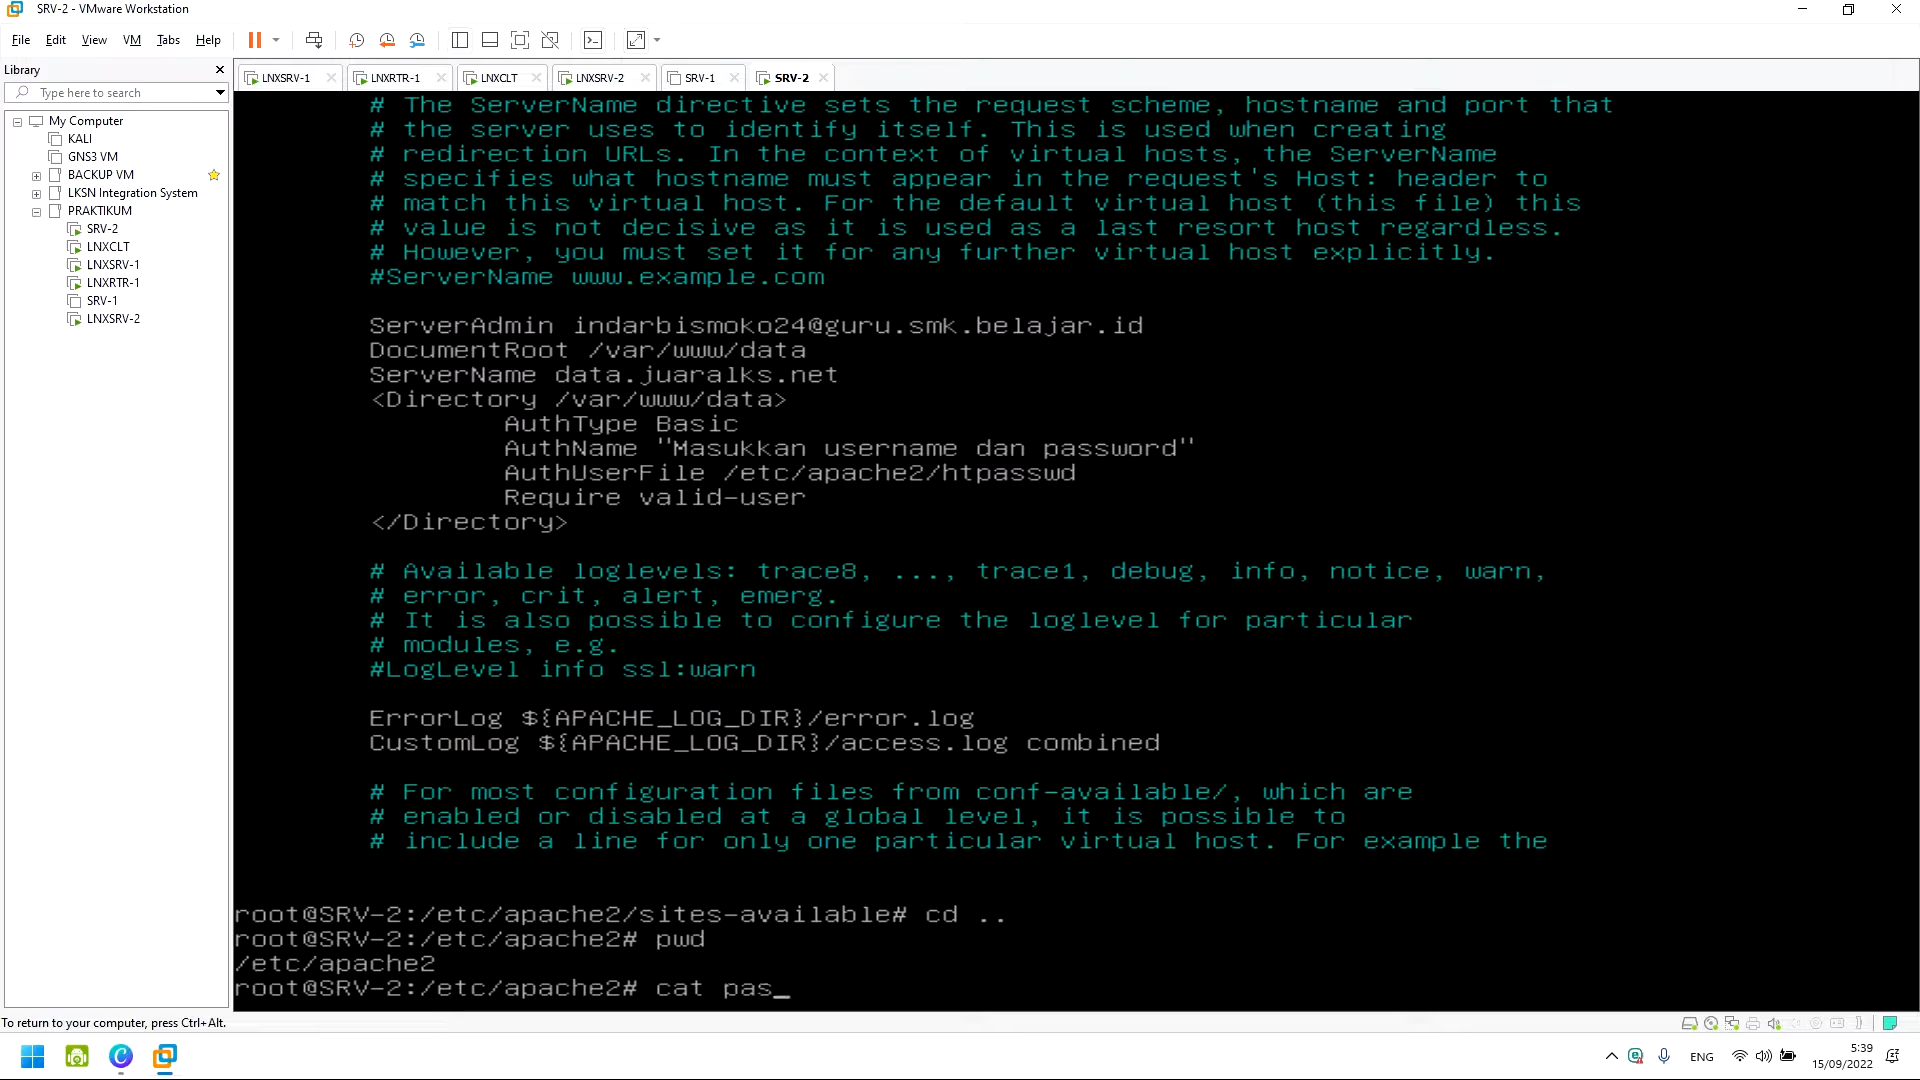 SRV-2 - VMware Workstation
File Edit View VM Tabs Help
Library
Type here to search
My Computer
KALI
GNS3 VM
BACKUP VM
LKSN Integration System
PRAKTIKUM
SRV-2
LNXCLT
LNXSRV-1
LNXRTR-1
SRV-1
LNXSRV-2
LNXSRV-1 LNXRTR-1 LNXCLT LNXSRV-2 SRV-1 SRV-2
# The ServerName directive sets the request scheme, hostname and port that
# the server uses to identify itself. This is used when creating
# redirection URLs. In the context of virtual hosts, the ServerName
# specifies what hostname must appear in the request's Host: header to
# match this virtual host. For the default virtual host (this file) this
# value is not decisive as it is used as a last resort host regardless.
# However, you must set it for any further virtual host explicitly.
#ServerName www.example.com
ServerAdmin indarbismoko24@guru.smk.belajar.id
DocumentRoot /var/www/data
ServerName data.juaralks.net
<Directory /var/www/data>
AuthType Basic
AuthName "Masukkan username dan password"
AuthUserFile /etc/apache2/htpasswd
Require valid-user
</Directory>
# Available loglevels: trace8, ..., trace1, debug, info, notice, warn,
# error, crit, alert, emerg.
# It is also possible to configure the loglevel for particular
# modules, e.g.
#LogLevel info ssl:warn
ErrorLog ${APACHE_LOG_DIR}/error.log
CustomLog ${APACHE_LOG_DIR}/access.log combined
# For most configuration files from conf-available/, which are
# enabled or disabled at a global level, it is possible to
# include a line for only one particular virtual host. For example the
root@SRV-2:/etc/apache2/sites-available# cd ..
root@SRV-2:/etc/apache2# pwd
/etc/apache2
root@SRV-2:/etc/apache2# cat pas_
To return to your computer, press Ctrl+Alt.
ENG
5:39
15/09/2022